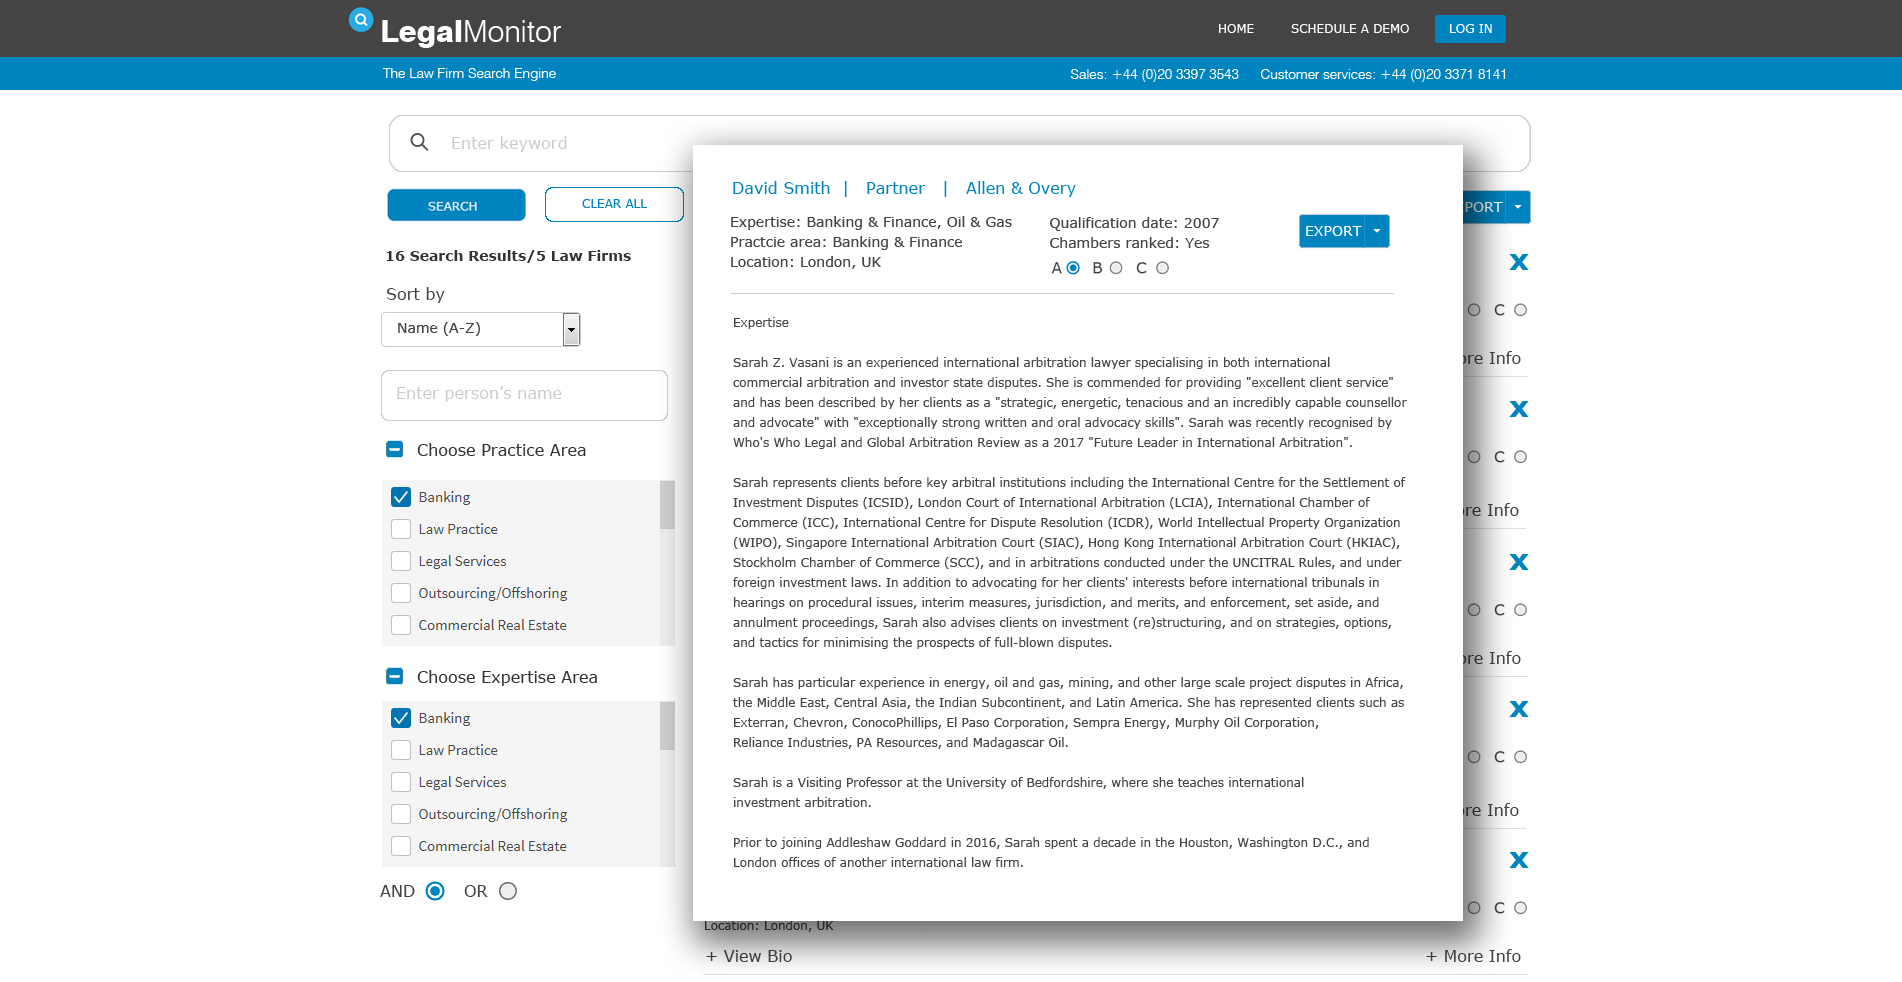 LegalMonitor
HOME
SCHEDULE A DEMO
LOG IN
The Law Firm Search Engine
Sales: +44 (0)20 3397 3543
Customer services: +44 (0)20 3371 8141
Enter keyword
SEARCH
CLEAR ALL
16 Search Results/5 Law Firms
Sort by
Name (A-Z)
Enter person’s name
Choose Practice Area
Banking
Law Practice
Legal Services
Outsourcing/Offshoring
Commercial Real Estate
Choose Expertise Area
Banking
Law Practice
Legal Services
Outsourcing/Offshoring
Commercial Real Estate
AND OR
David Smith | Partner | Allen & Overy
Expertise: Banking & Finance, Oil & Gas
Practcie area: Banking & Finance
Location: London, UK
Qualification date: 2007
Chambers ranked: Yes
A B C
EXPORT
Expertise
Sarah Z. Vasani is an experienced international arbitration lawyer specialising in both international
commercial arbitration and investor state disputes. She is commended for providing "excellent client service"
and has been described by her clients as a "strategic, energetic, tenacious and an incredibly capable counsellor
and advocate" with "exceptionally strong written and oral advocacy skills". Sarah was recently recognised by
Who's Who Legal and Global Arbitration Review as a 2017 "Future Leader in International Arbitration".
Sarah represents clients before key arbitral institutions including the International Centre for the Settlement of
Investment Disputes (ICSID), London Court of International Arbitration (LCIA), International Chamber of
Commerce (ICC), International Centre for Dispute Resolution (ICDR), World Intellectual Property Organization
(WIPO), Singapore International Arbitration Court (SIAC), Hong Kong International Arbitration Court (HKIAC),
Stockholm Chamber of Commerce (SCC), and in arbitrations conducted under the UNCITRAL Rules, and under
foreign investment laws. In addition to advocating for her clients' interests before international tribunals in
hearings on procedural issues, interim measures, jurisdiction, and merits, and enforcement, set aside, and
annulment proceedings, Sarah also advises clients on investment (re)structuring, and on strategies, options,
and tactics for minimising the prospects of full-blown disputes.
Sarah has particular experience in energy, oil and gas, mining, and other large scale project disputes in Africa,
the Middle East, Central Asia, the Indian Subcontinent, and Latin America. She has represented clients such as
Exterran, Chevron, ConocoPhillips, El Paso Corporation, Sempra Energy, Murphy Oil Corporation,
Reliance Industries, PA Resources, and Madagascar Oil.
Sarah is a Visiting Professor at the University of Bedfordshire, where she teaches international
investment arbitration.
Prior to joining Addleshaw Goddard in 2016, Sarah spent a decade in the Houston, Washington D.C., and
London offices of another international law firm.
PORT
X
C
ore Info
X
C
ore Info
X
C
ore Info
X
C
ore Info
X
C
Location: London, UK
+ View Bio
+ More Info